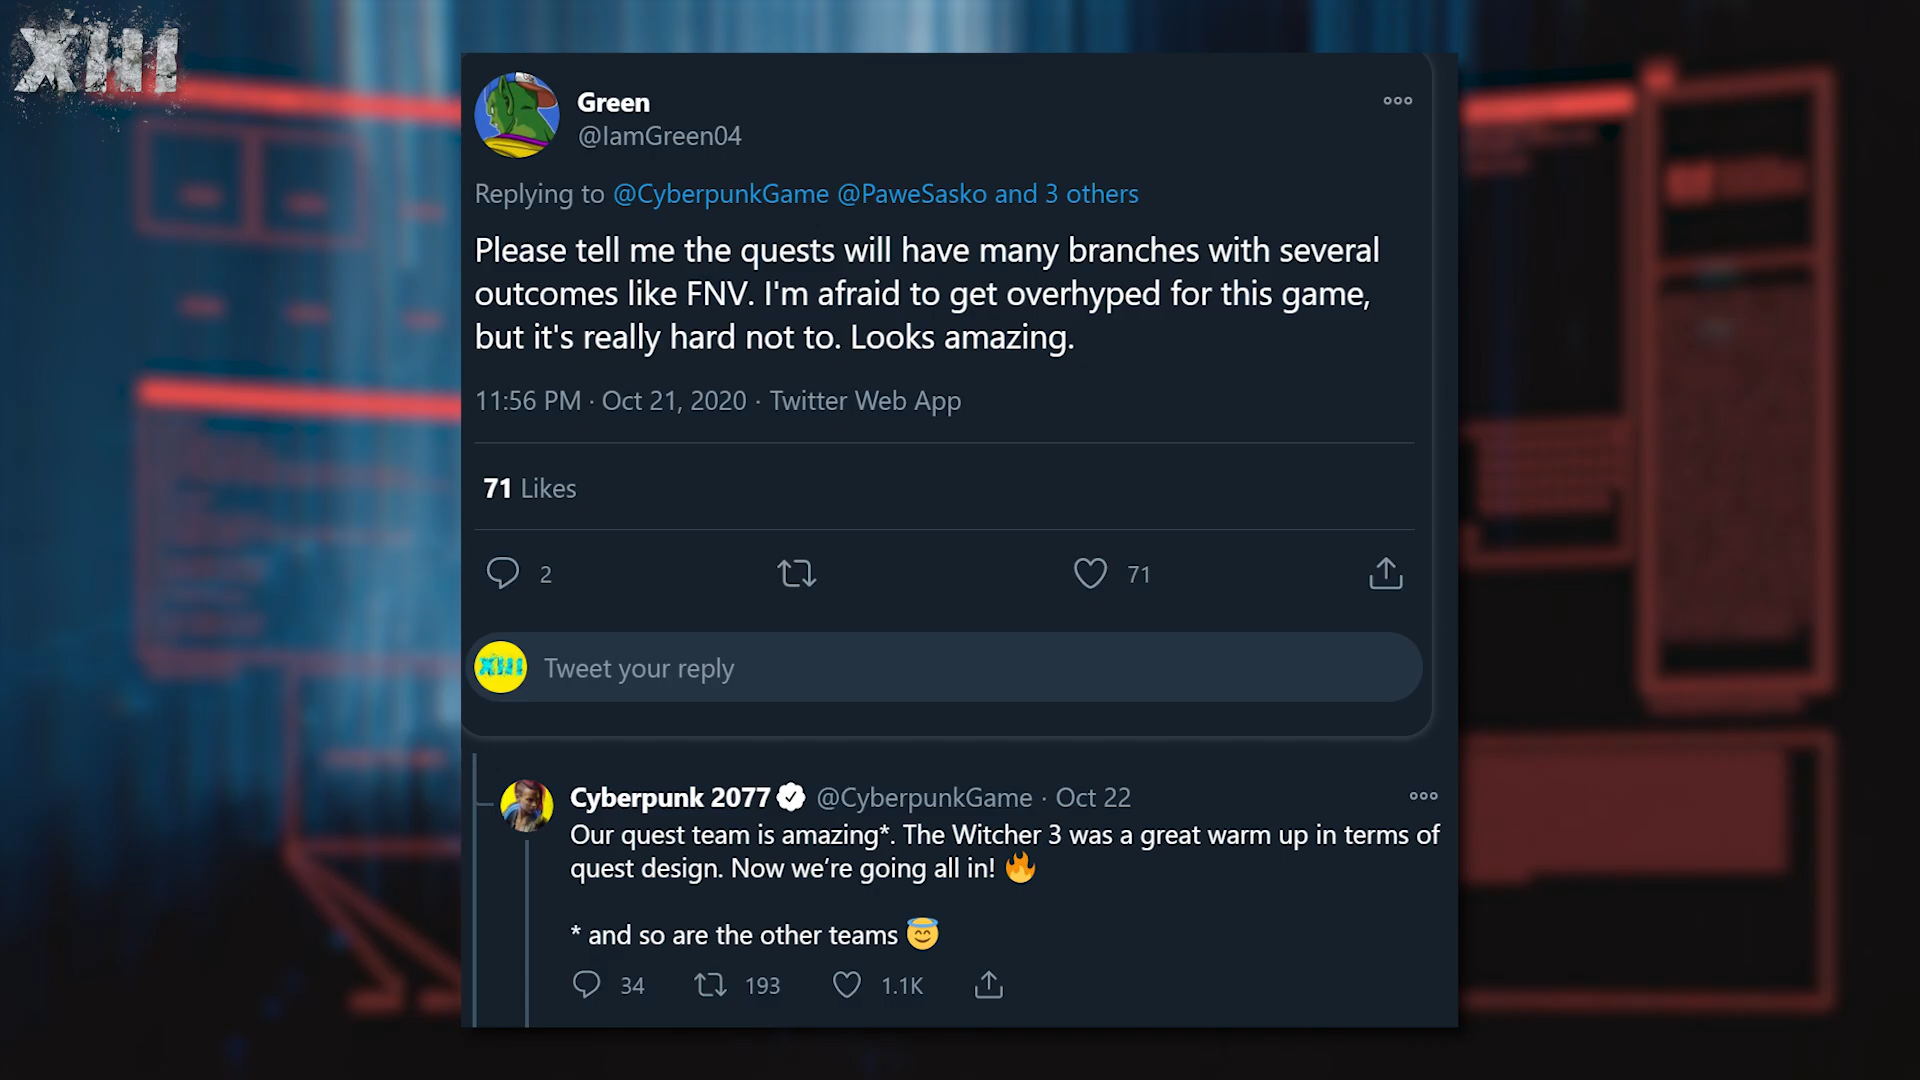 XIII
Green
@IamGreen04
Replying to @CyberpunkGame @PaweSasko and 3 others
Please tell me the quests will have many branches with several
outcomes like FNV. I'm afraid to get overhyped for this game,
but it's really hard not to. Looks amazing.
11:56 PM · Oct 21, 2020 · Twitter Web App
71 Likes
2 71
XIII Tweet your reply
Cyberpunk 2077 @CyberpunkGame · Oct 22
Our quest team is amazing*. The Witcher 3 was a great warm up in terms of
quest design. Now we’re going all in! 🔥
* and so are the other teams 😇
34 193 1.1K